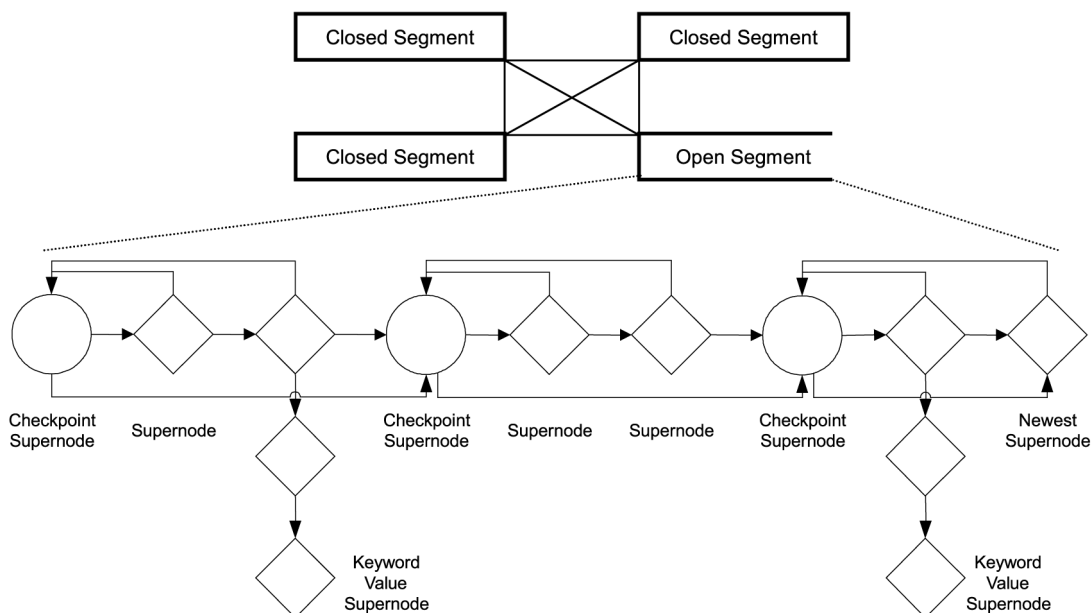 Closed Segment
Closed Segment
Closed Segment
Open Segment
Checkpoint
Supernode
Supernode
Checkpoint
Supernode
Supernode
Supernode
Checkpoint
Supernode
Newest
Supernode
Keyword
Value
Supernode
Keyword
Value
Supernode